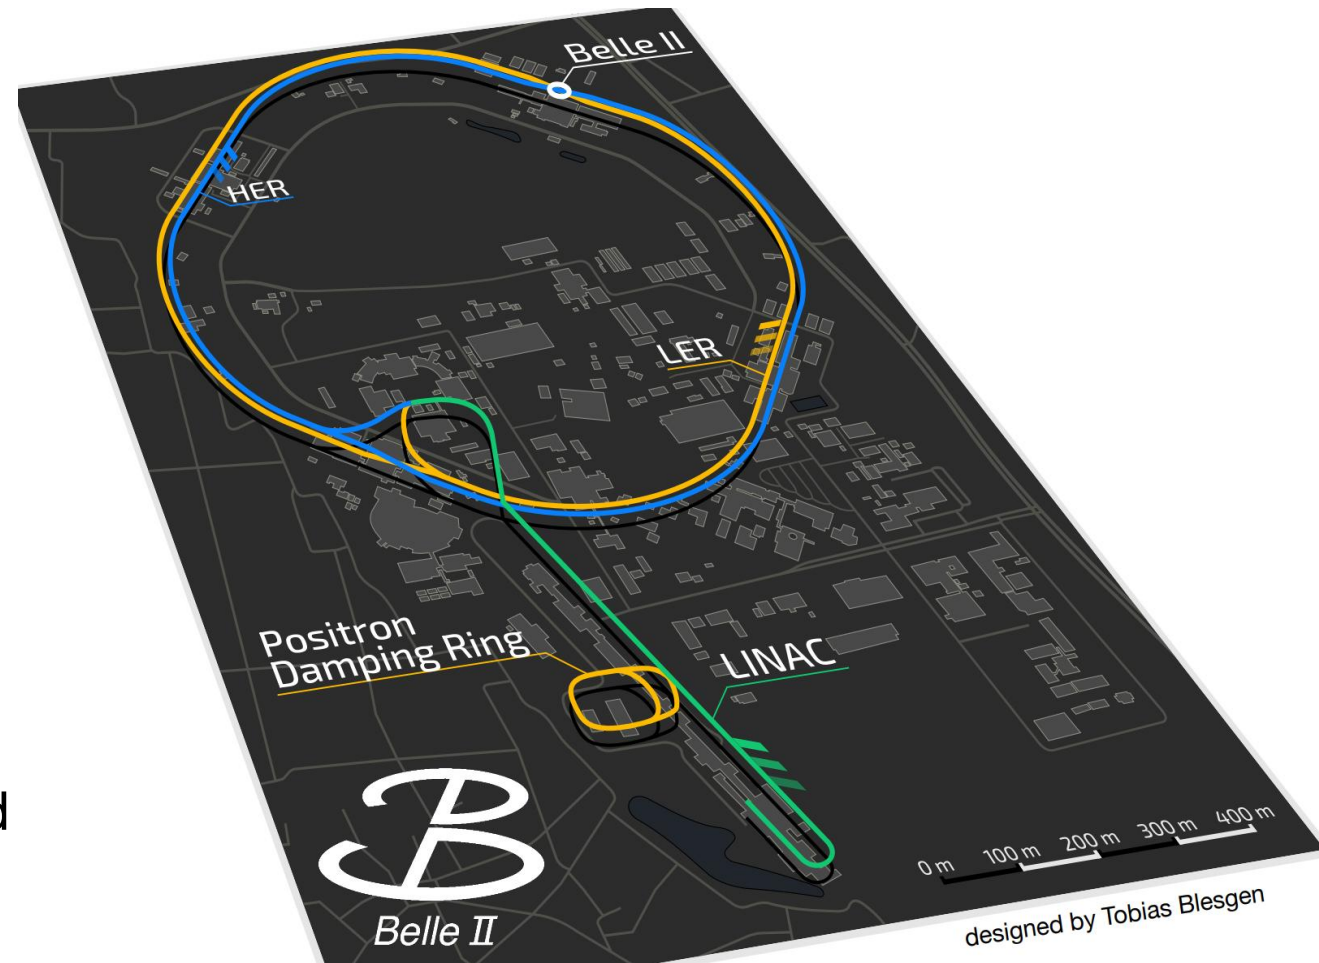 Belle II
HER
LER
Positron
Damping Ring
LINAC
Belle II
0 m 100 m 200 m 300 m 400 m
designed by Tobias Blesgen